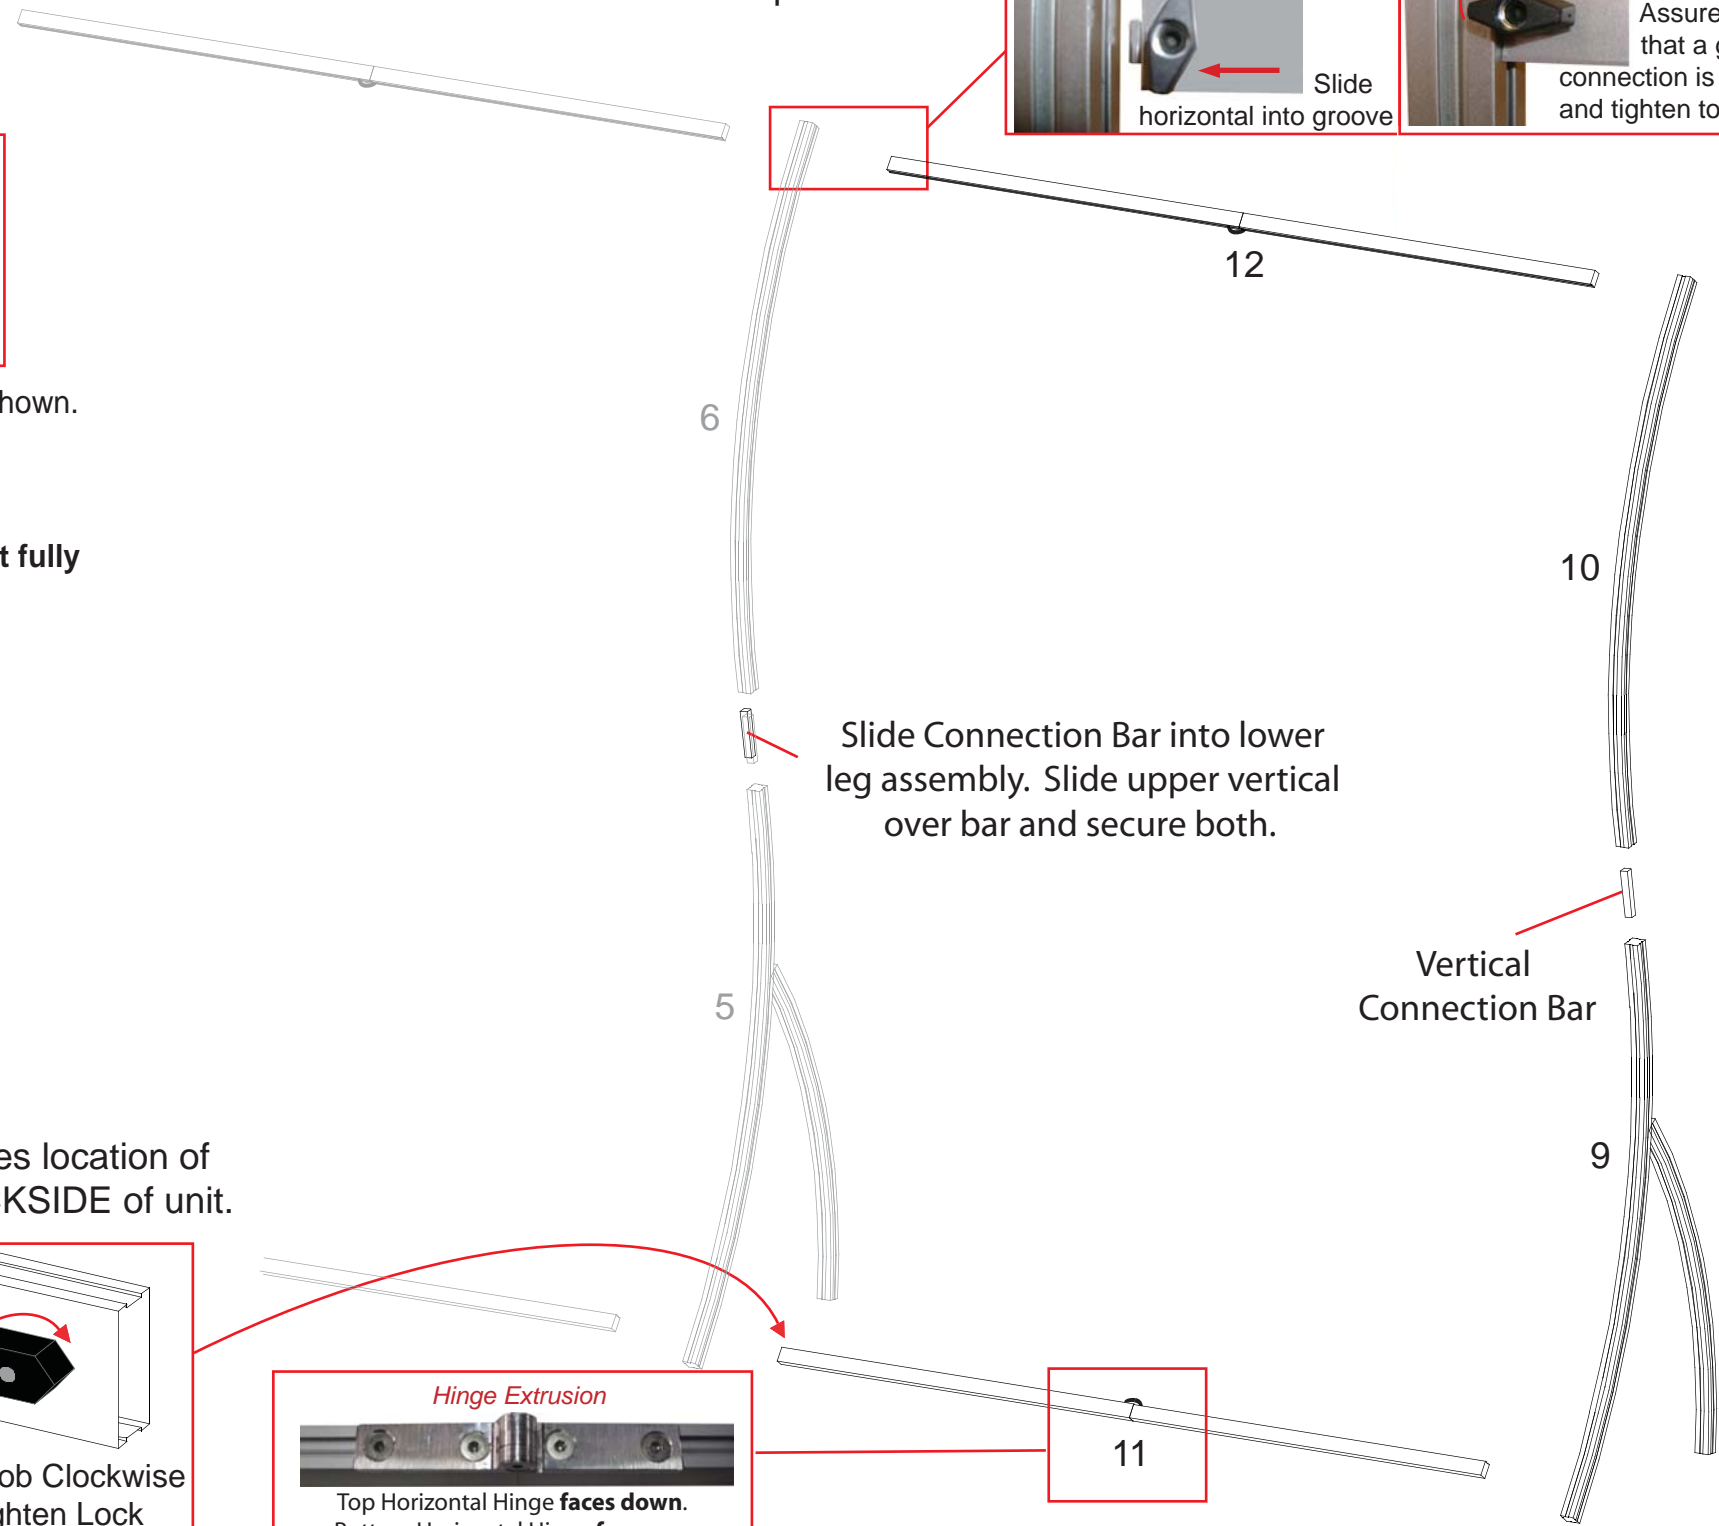 Slide
horizontal into groove
Assure
that a
connection is
and tighten to
12
hown.
6
t fully
10
Slide Connection Bar into lower
leg assembly. Slide upper vertical
over bar and secure both.
Vertical
Connection Bar
5
9
es location of
KSIDE of unit.
Hinge Extrusion
11
ob Clockwise
ghten Lock
Top Horizontal Hinge faces down.